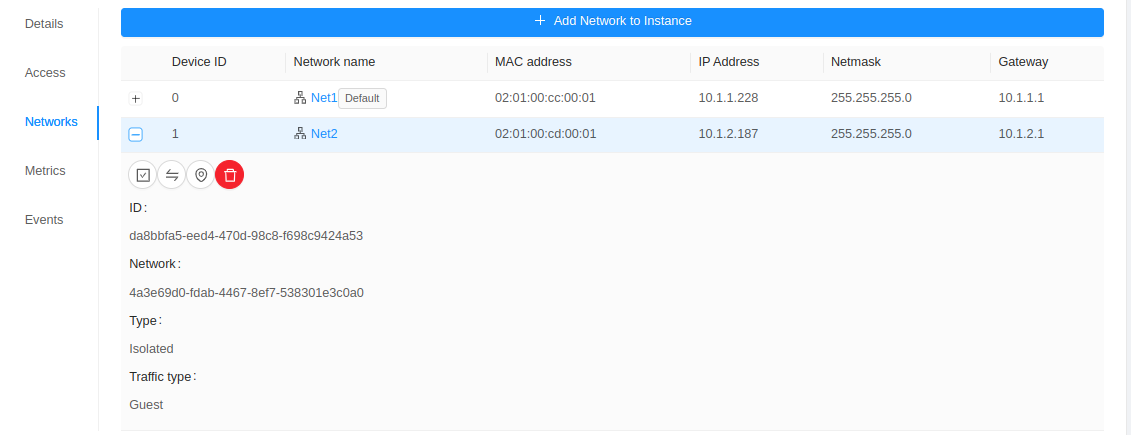 Details
Access
Networks
Metrics
Events
+ Add Network to Instance
Device ID Network name MAC address IP Address Netmask Gateway
0 Net1 Default 02:01:00:cc:00:01 10.1.1.228 255.255.255.0 10.1.1.1
1 Net2 02:01:00:cd:00:01 10.1.2.187 255.255.255.0 10.1.2.1
ID:
da8bbfa5-eed4-470d-98c8-f698c9424a53
Network:
4a3e69d0-fdab-4467-8ef7-538301e3c0a0
Type:
Isolated
Traffic type:
Guest